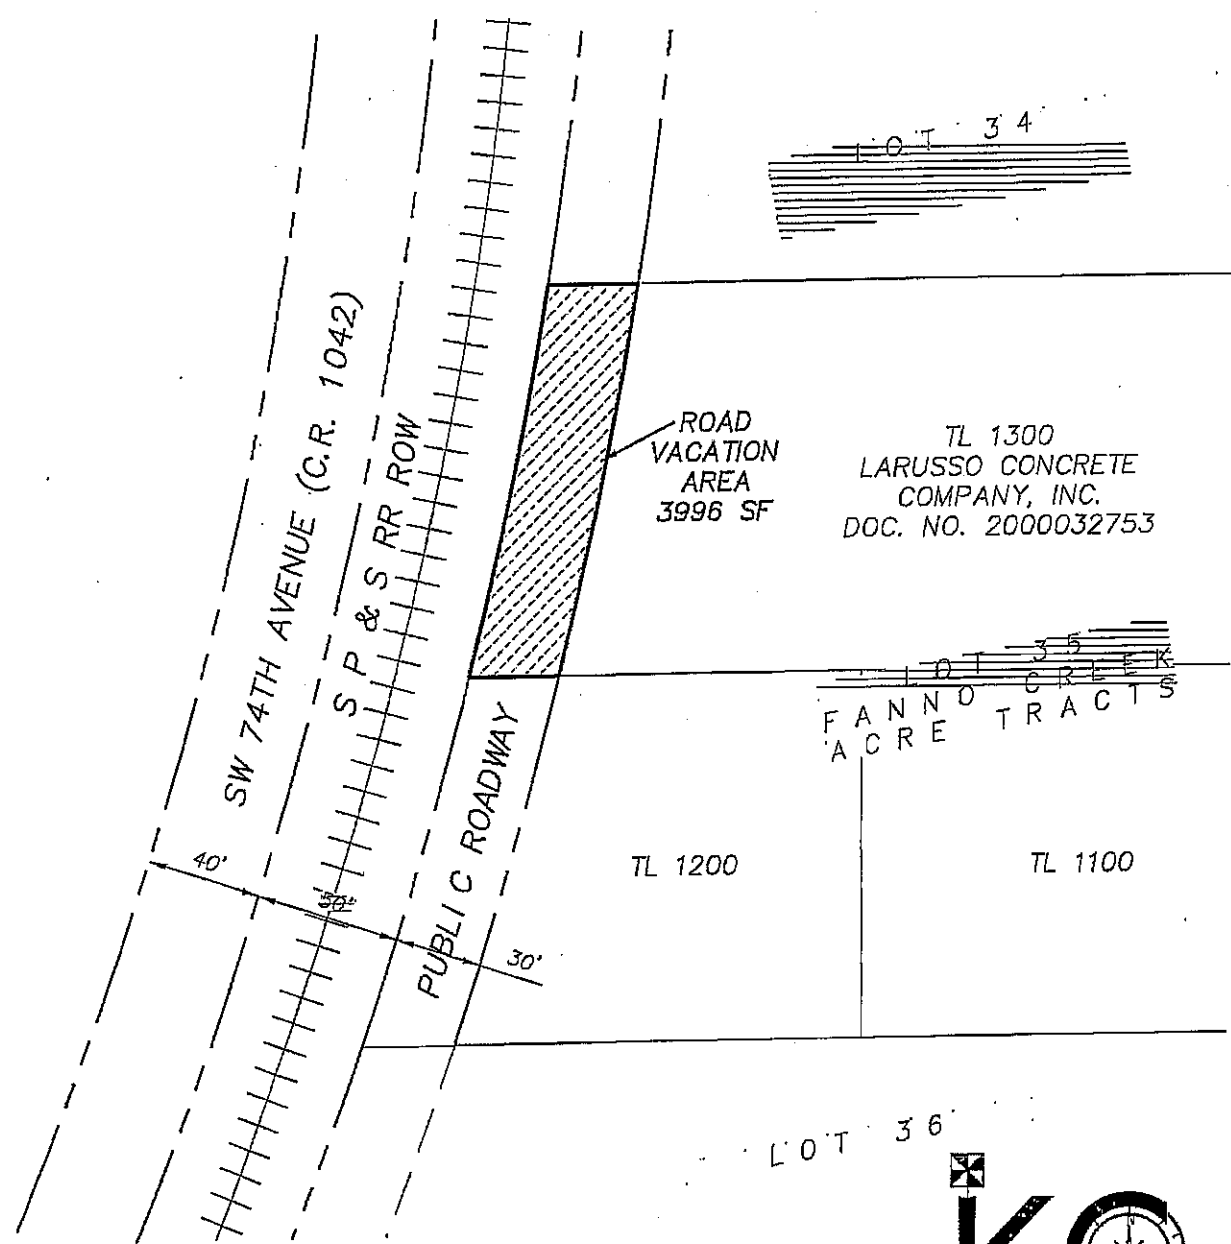 LOT 34
SW 74TH AVENUE (C.R. 1042)
S P & S RR ROW
ROAD
VACATION
AREA
3996 SF
TL 1300
LARUSSO CONCRETE
COMPANY, INC.
DOC. NO. 2000032753
LOT 35
FANNO CREEK
ACRE TRACTS
PUBLIC ROADWAY
40'
30'
TL 1200
TL 1100
LOT 36